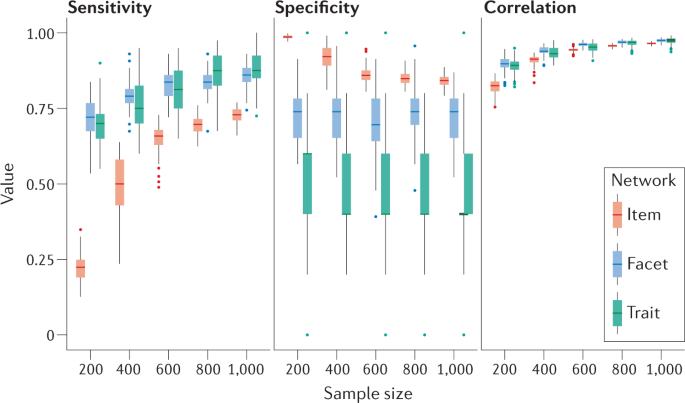 Sensitivity
Specificity
Correlation
1.00
0.75
0.50
0.25
0
Value
Network
Item
Facet
Trait
200 400 600 800 1,000
200 400 600 800 1,000
200 400 600 800 1,000
Sample size